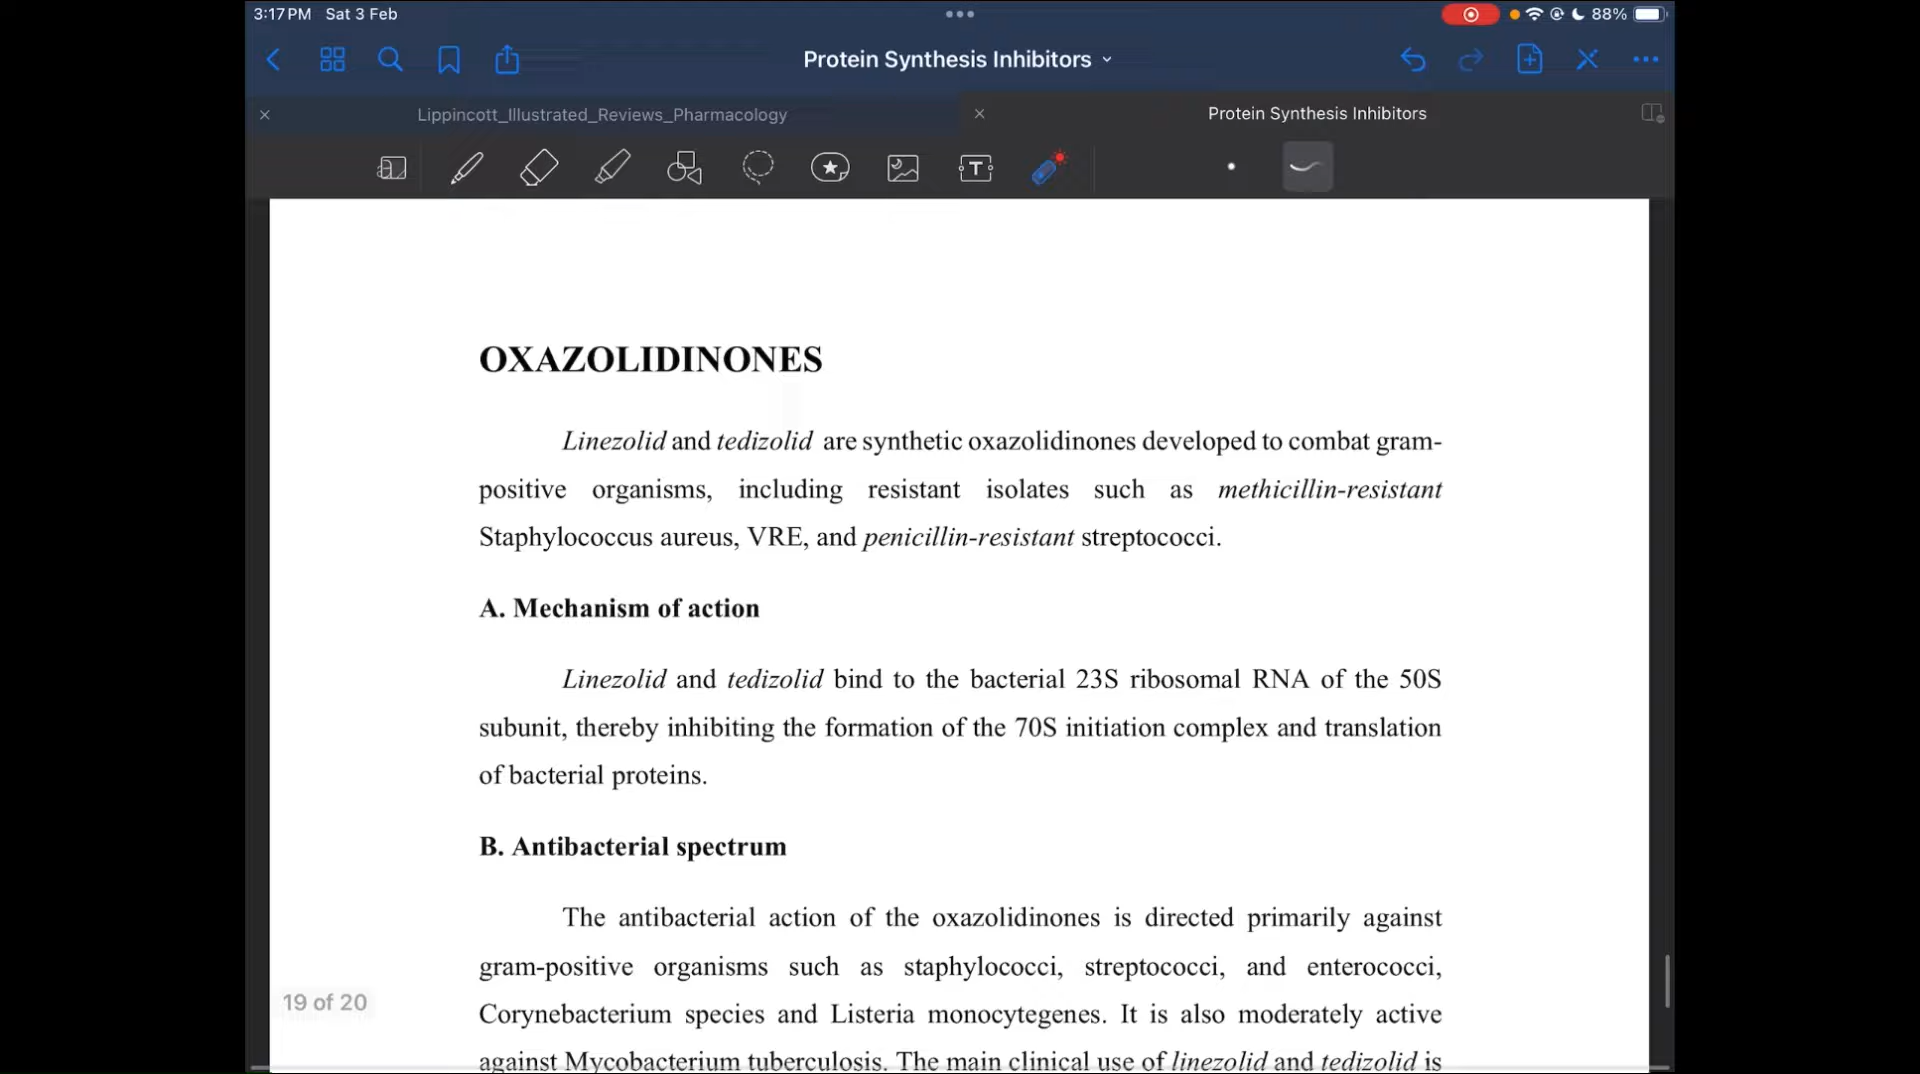 3:17 PM Sat 3 Feb
88%
Protein Synthesis Inhibitors
Lippincott_Illustrated_Reviews_Pharmacology
Protein Synthesis Inhibitors
T
OXAZOLIDINONES
Linezolid and tedizolid are synthetic oxazolidinones developed to combat gram-
positive organisms, including resistant isolates such as methicillin-resistant
Staphylococcus aureus, VRE, and penicillin-resistant streptococci.
A. Mechanism of action
Linezolid and tedizolid bind to the bacterial 23S ribosomal RNA of the 50S
subunit, thereby inhibiting the formation of the 70S initiation complex and translation
of bacterial proteins.
B. Antibacterial spectrum
The antibacterial action of the oxazolidinones is directed primarily against
gram-positive organisms such as staphylococci, streptococci, and enterococci,
Corynebacterium species and Listeria monocytegenes. It is also moderately active
against Mycobacterium tuberculosis. The main clinical use of linezolid and tedizolid is
19 of 20